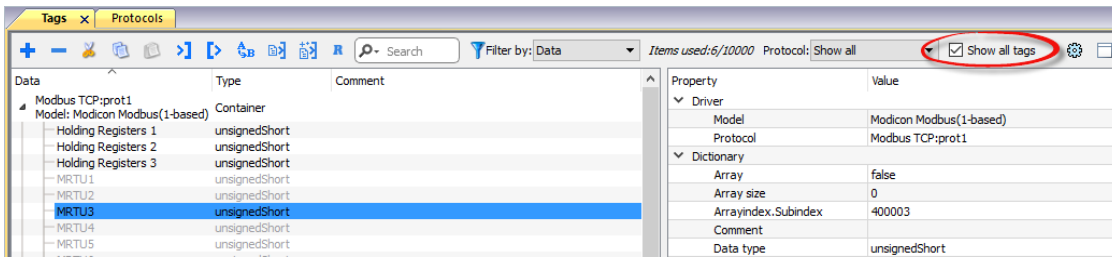 Tags x Protocols
A B R Search Filter by: Data Items used:6/10000 Protocol: Show all Show all tags
Data Type Comment
Modbus TCP:prot1
Model: Modicon Modbus(1-based) Container
Holding Registers 1 unsignedShort
Holding Registers 2 unsignedShort
Holding Registers 3 unsignedShort
MRTU1 unsignedShort
MRTU2 unsignedShort
MRTU3 unsignedShort
MRTU4 unsignedShort
MRTU5 unsignedShort
Property Value
Driver
Model Modicon Modbus(1-based)
Protocol Modbus TCP:prot1
Dictionary
Array false
Array size 0
Arrayindex.Subindex 400003
Comment
Data type unsignedShort